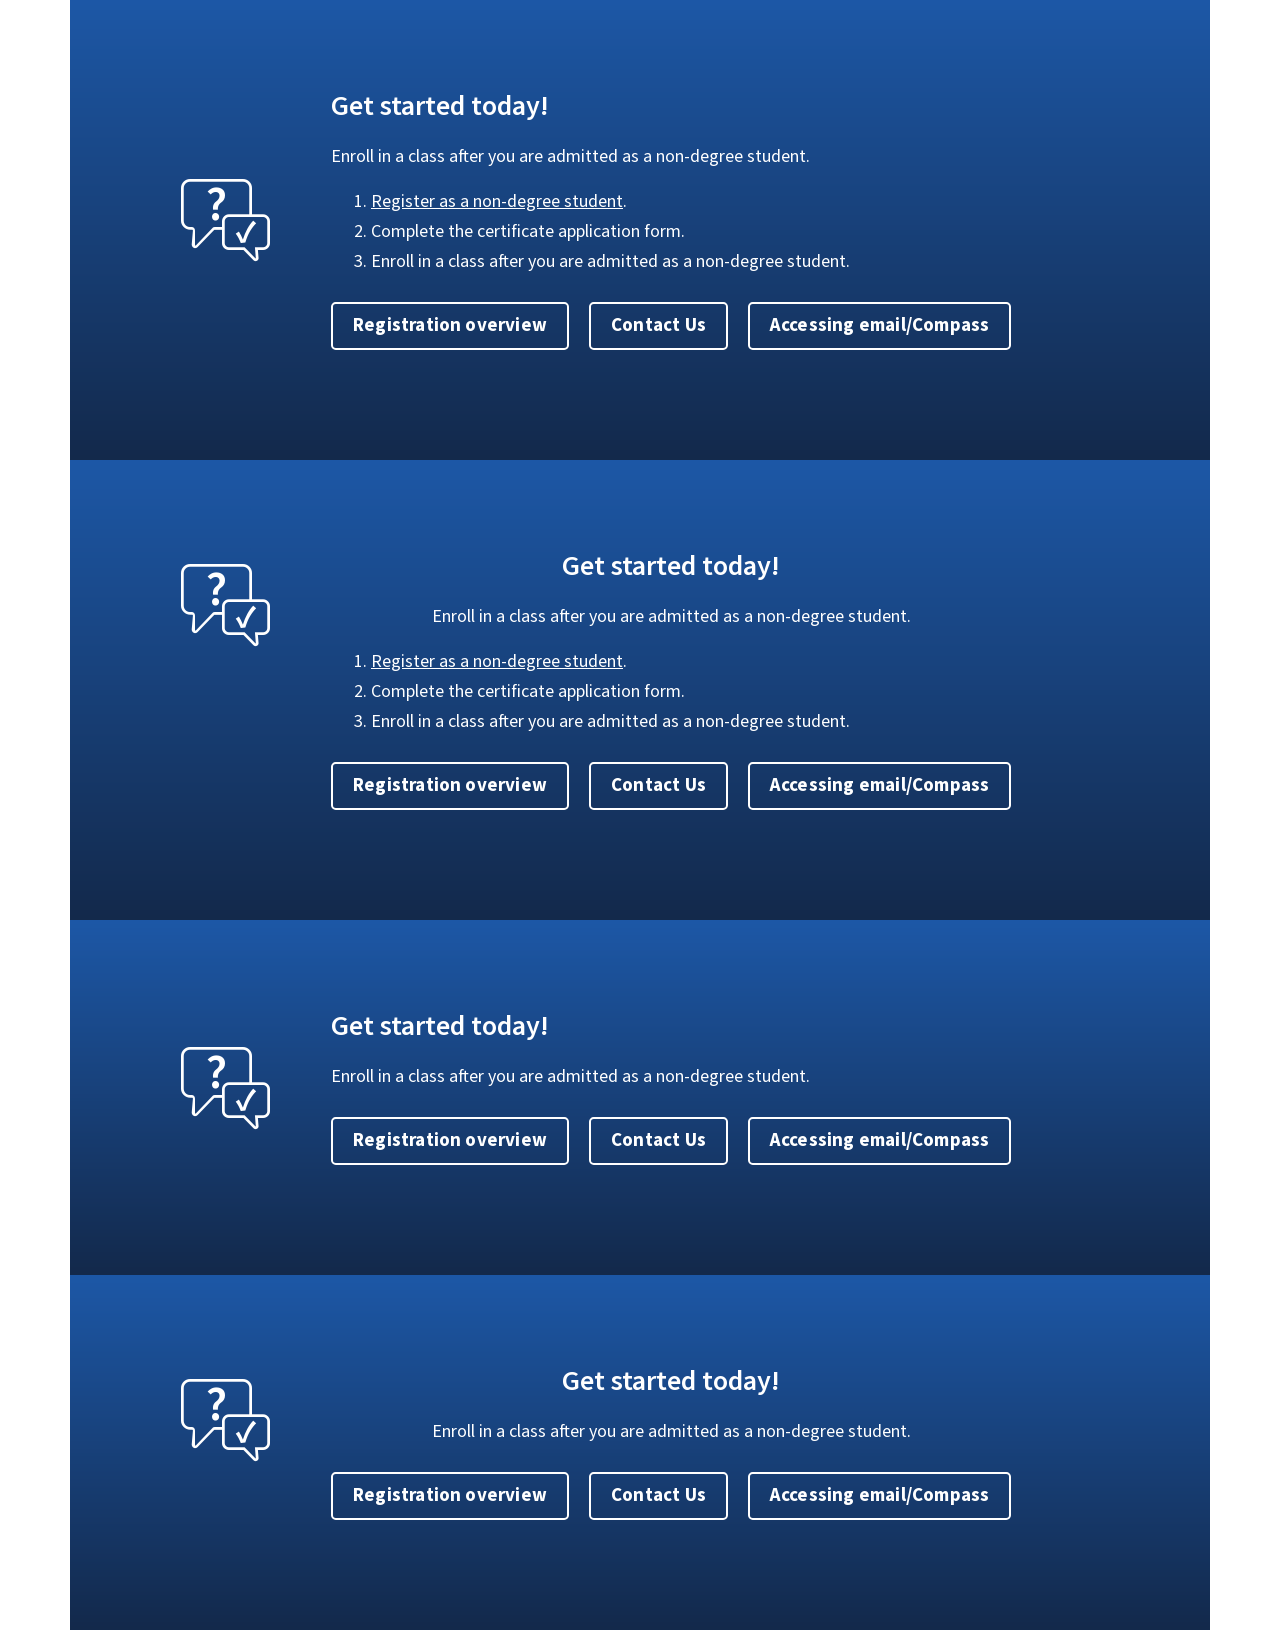 Get started today!
Enroll in a class after you are admitted as a non-degree student.
1. Register as a non-degree student.
2. Complete the certificate application form.
3. Enroll in a class after you are admitted as a non-degree student.
Registration overview Contact Us Accessing email/Compass
Get started today!
Enroll in a class after you are admitted as a non-degree student.
1. Register as a non-degree student.
2. Complete the certificate application form.
3. Enroll in a class after you are admitted as a non-degree student.
Registration overview Contact Us Accessing email/Compass
Get started today!
Enroll in a class after you are admitted as a non-degree student.
Registration overview Contact Us Accessing email/Compass
Get started today!
Enroll in a class after you are admitted as a non-degree student.
Registration overview Contact Us Accessing email/Compass